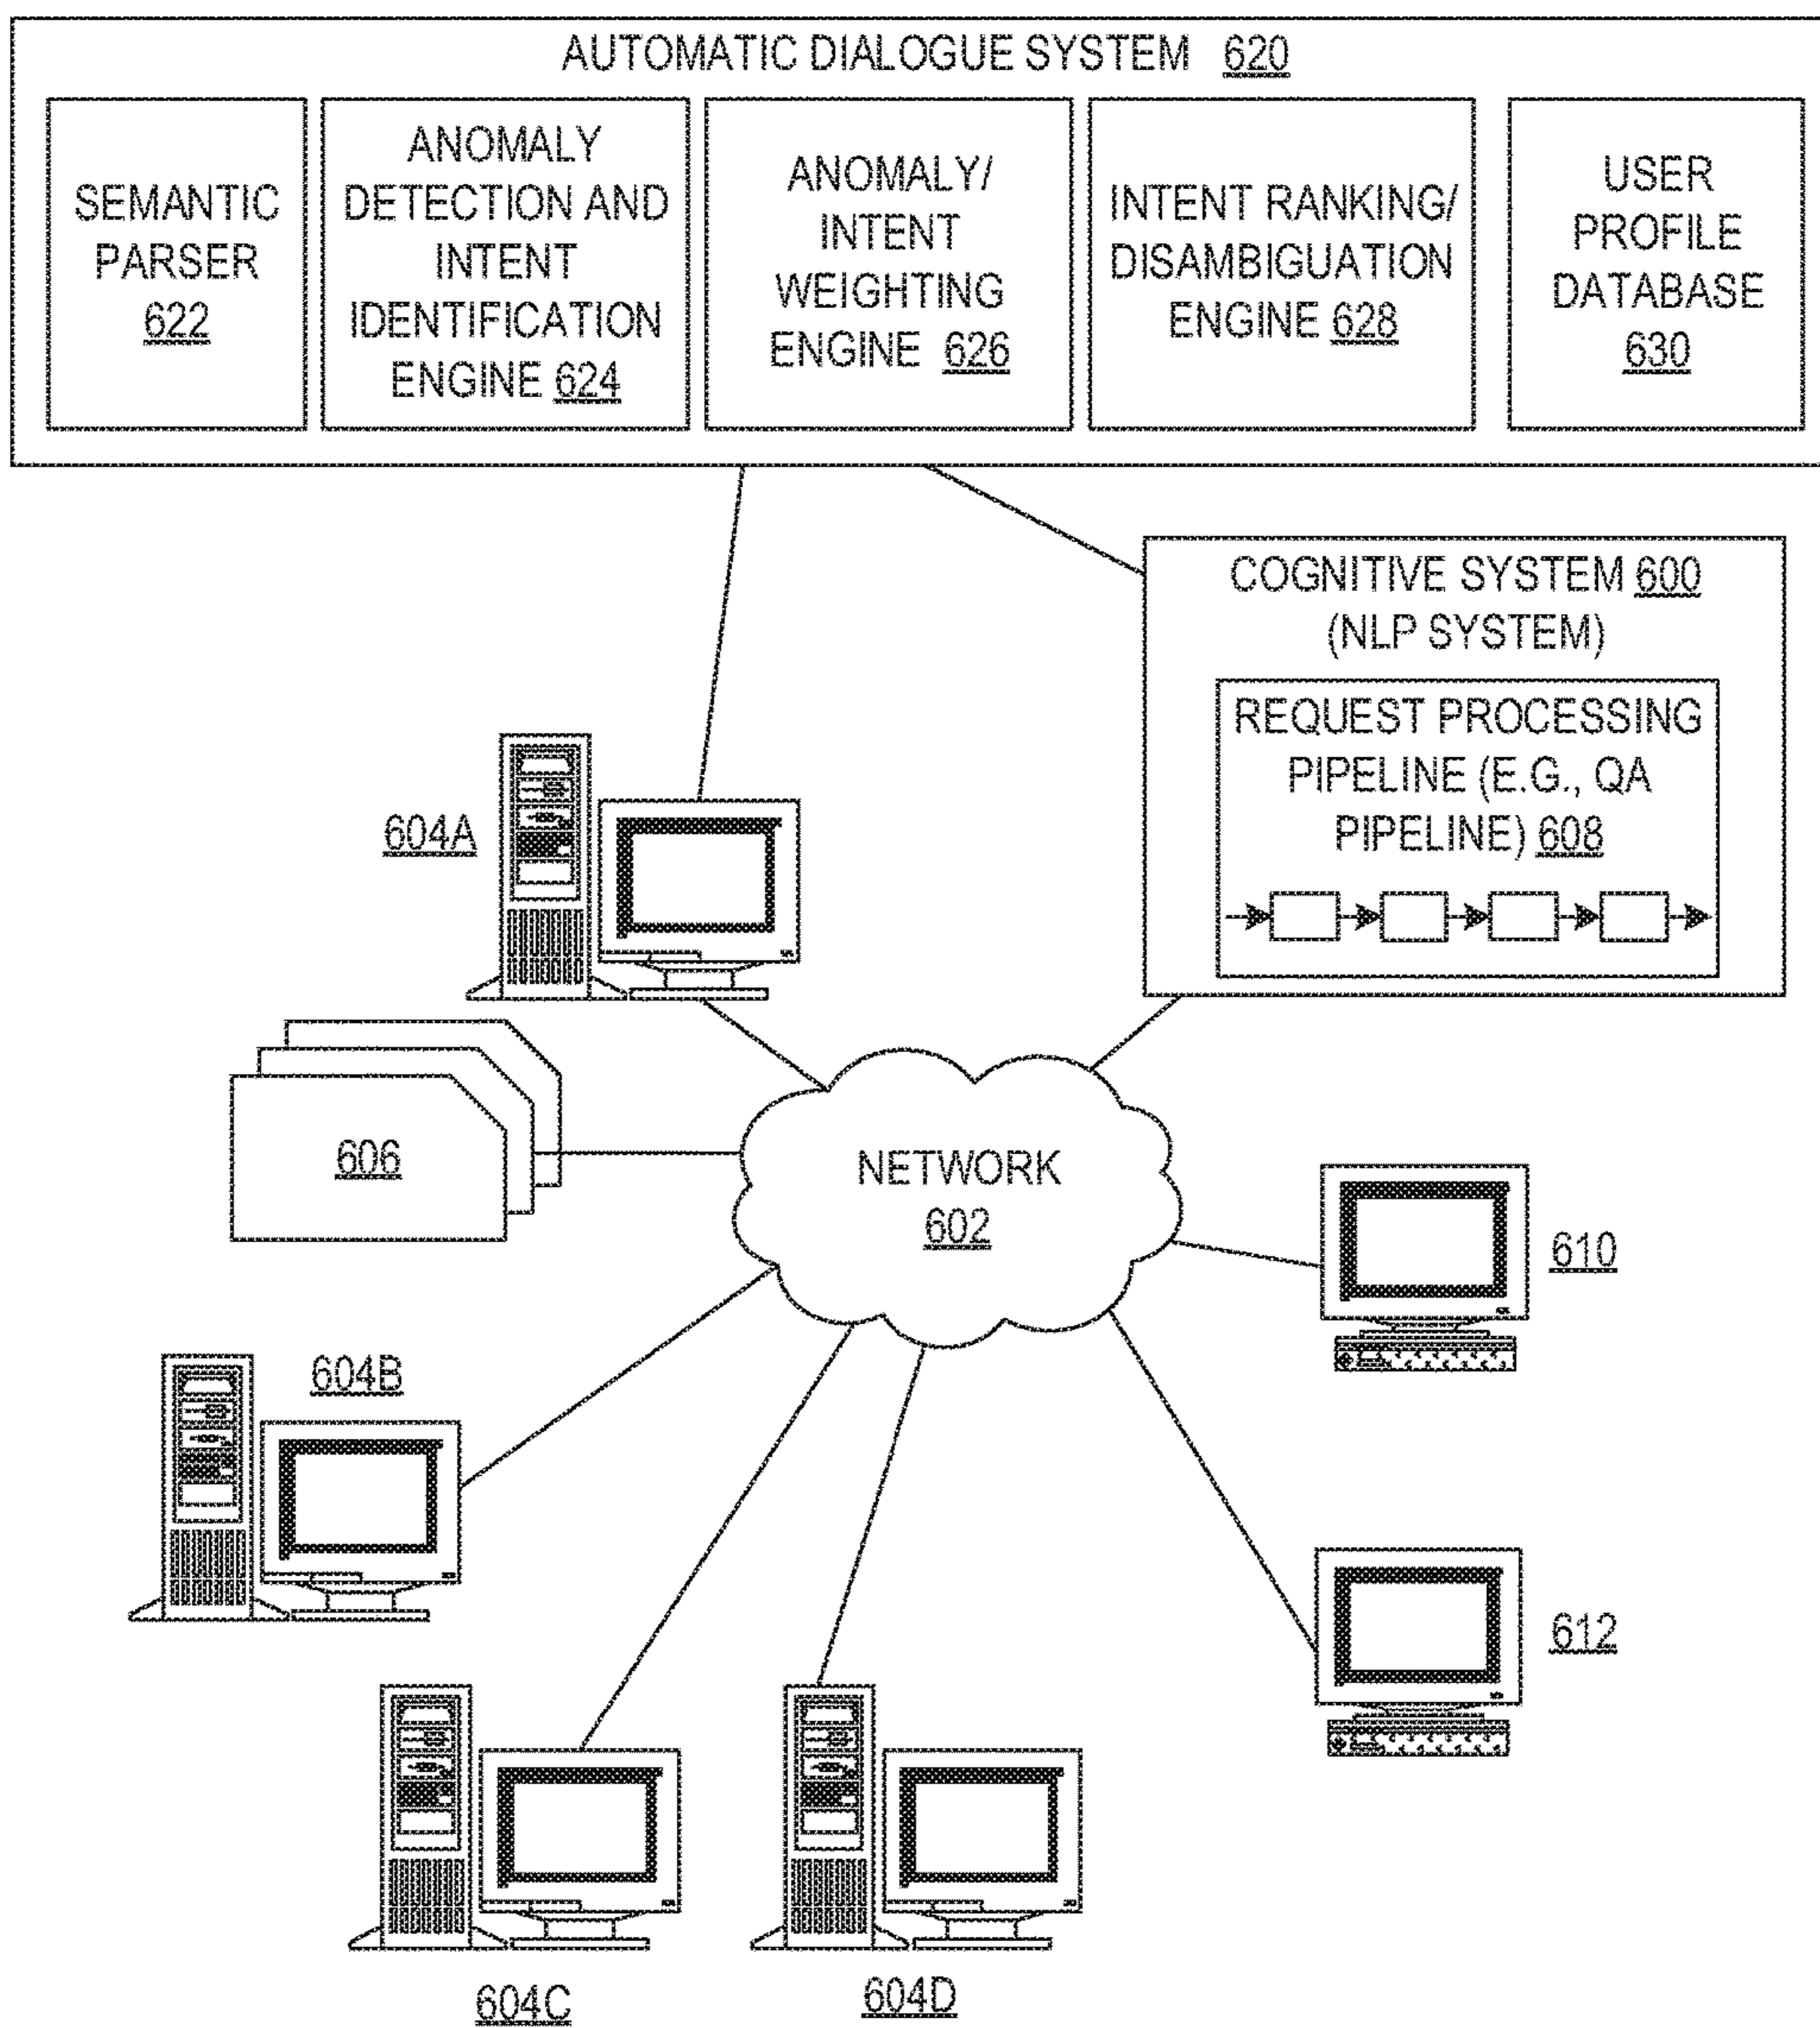 AUTOMATIC DIALOGUE SYSTEM 620
SEMANTIC
PARSER
622
ANOMALY
DETECTION AND
INTENT
IDENTIFICATION
ENGINE 624
ANOMALY/
INTENT
WEIGHTING
ENGINE 626
INTENT RANKING/
DISAMBIGUATION
ENGINE 628
USER
PROFILE
DATABASE
630
COGNITIVE SYSTEM 600
(NLP SYSTEM)
REQUEST PROCESSING
PIPELINE (E.G., QA
PIPELINE) 608
604A
606
NETWORK
602
610
604B
612
604C
604D